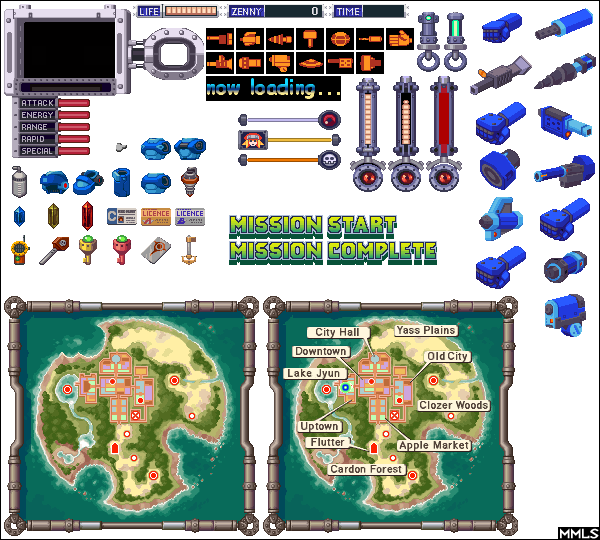 LIFE
ZENNY 0
TIME
now loading...
ATTACK
ENERGY
RANGE
RAPID
SPECIAL
LICENCE
A
LICENCE
B
MISSION START
MISSION COMPLETE
City Hall
Yass Plains
Downtown
Old City
Lake Jyun
Clozer Woods
Uptown
Flutter
Apple Market
Cardon Forest
MMLS